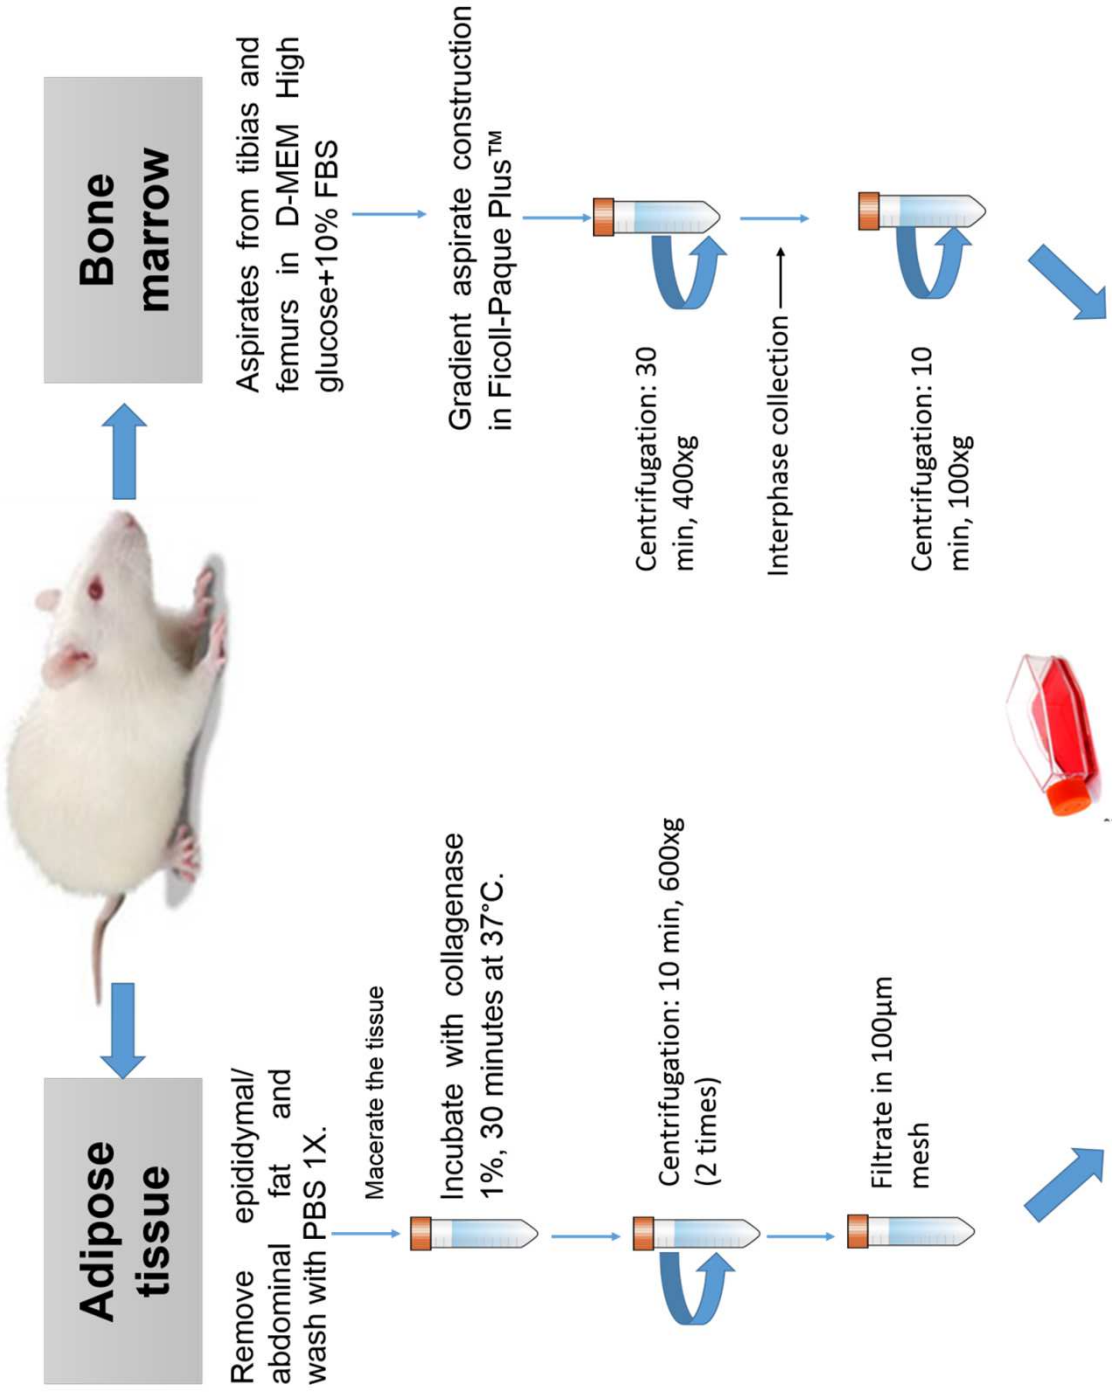 Adipose
tissue
Remove epididymal/
abdominal fat and
wash with PBS 1X.
Macerate the tissue
Incubate with collagenase
1%, 30 minutes at 37°C.
Centrifugation: 10 min, 600xg
(2 times)
Filtrate in 100µm
mesh
Bone
marrow
Aspirates from tibias and
femurs in D-MEM High
glucose+10% FBS
Gradient aspirate construction
in Ficoll-Paque Plus™
Centrifugation: 30
min, 400xg
Interphase collection
Centrifugation: 10
min, 100xg